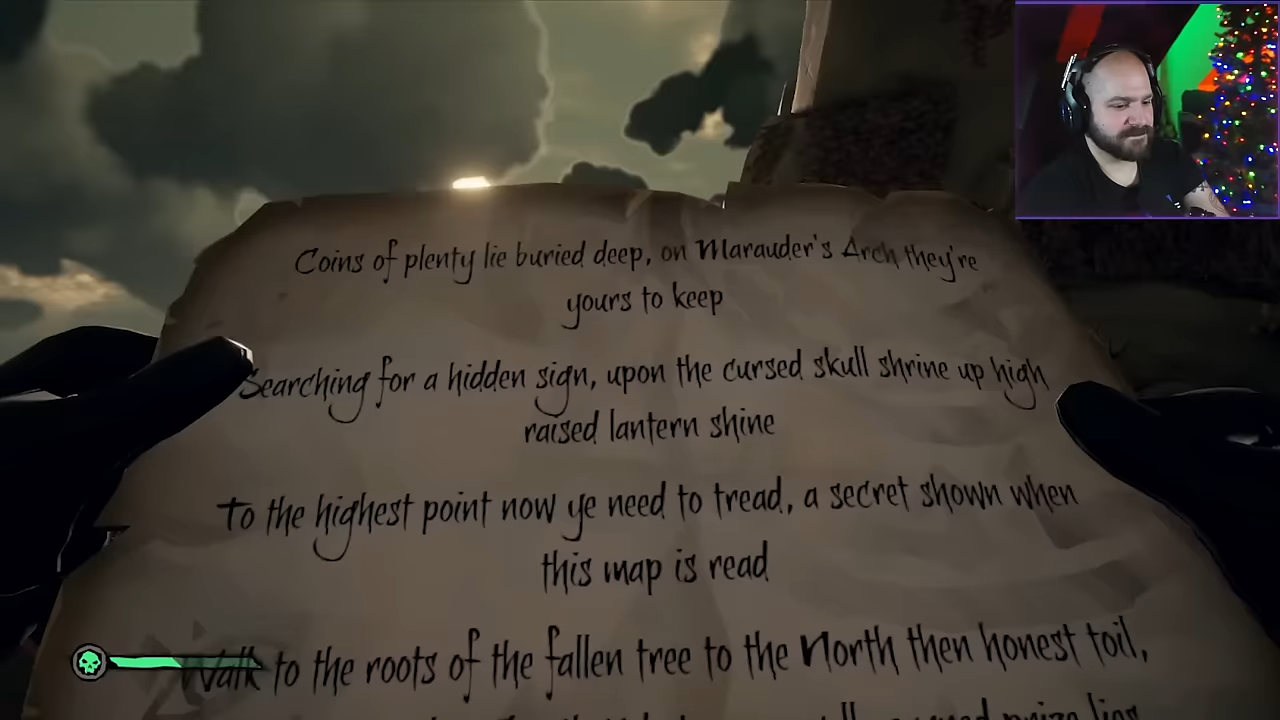 Coins of plenty lie buried deep, on Marauder's Arch they're
yours to keep
Searching for a hidden sign, upon the cursed skull shrine up high
raised lantern shine
To the highest point now ye need to tread, a secret shown when
this map is read
Walk to the roots of the fallen tree to the North then honest toil,
prize lies